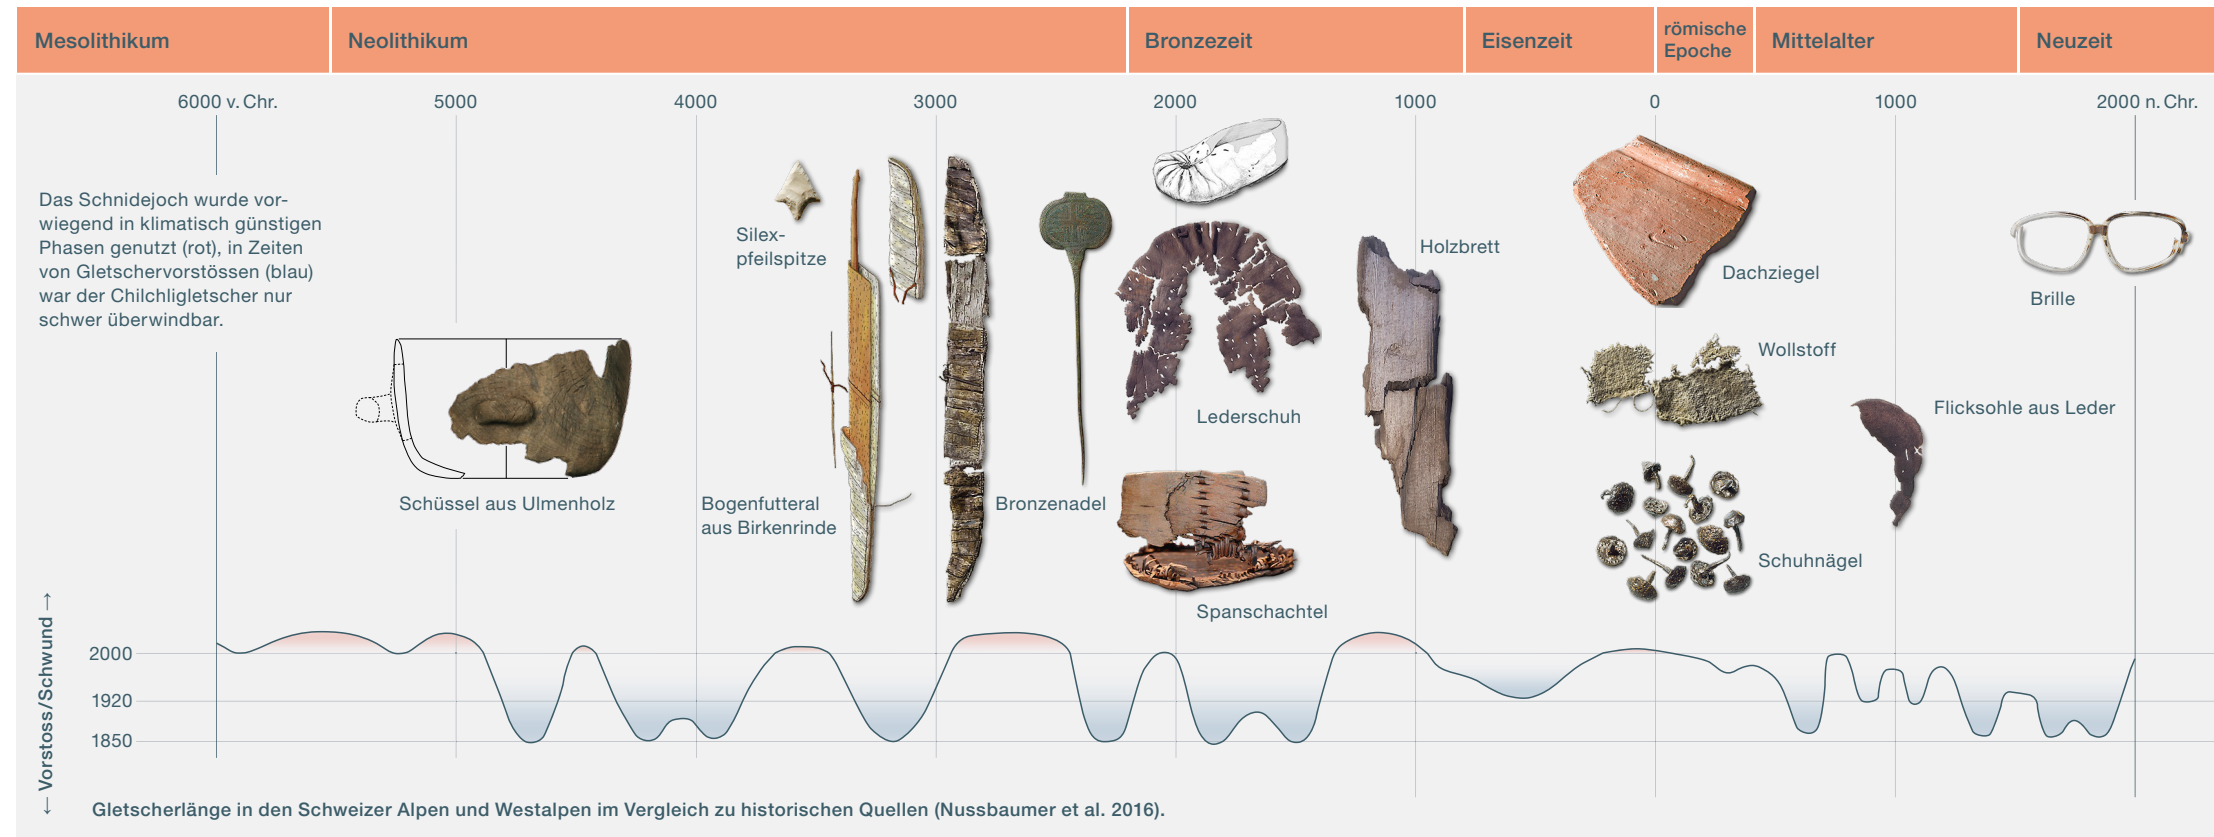 Mesolithikum
Neolithikum
Bronzezeit
Eisenzeit
römische
Epoche
Mittelalter
Neuzeit
6000 v. Chr.
5000
4000
3000
2000
1000
0
1000
2000 n. Chr.
Das Schnidejoch wurde vor-
wiegend in klimatisch günstigen
Phasen genutzt (rot), in Zeiten
von Gletschervorstössen (blau)
war der Chilchligletscher nur
schwer überwindbar.
Silex-
pfeilspitze
Holzbrett
Dachziegel
Brille
Wollstoff
Lederschuh
Flicksohle aus Leder
Schüssel aus Ulmenholz
Bogenfutteral
aus Birkenrinde
Bronzenadel
Schuhnägel
Spanschachtel
← Vorstoss/Schwund →
2000
1920
1850
Gletscherlänge in den Schweizer Alpen und Westalpen im Vergleich zu historischen Quellen (Nussbaumer et al. 2016).